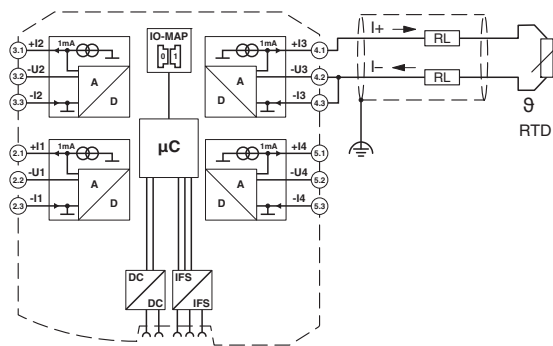 3.1 +I2 1mA
3.2 -U2 A
3.3 -I2 D
IO-MAP
0 1
1mA +I3 4.1
A -U3 4.2
D -I3 4.3
I+ RL
I- RL
ϑ
RTD
µC
2.1 +I1 1mA
2.2 -U1 A
2.3 -I1 D
1mA +I4 5.1
A -U4 5.2
D -I4 5.3
DC
DC
IFS
IFS